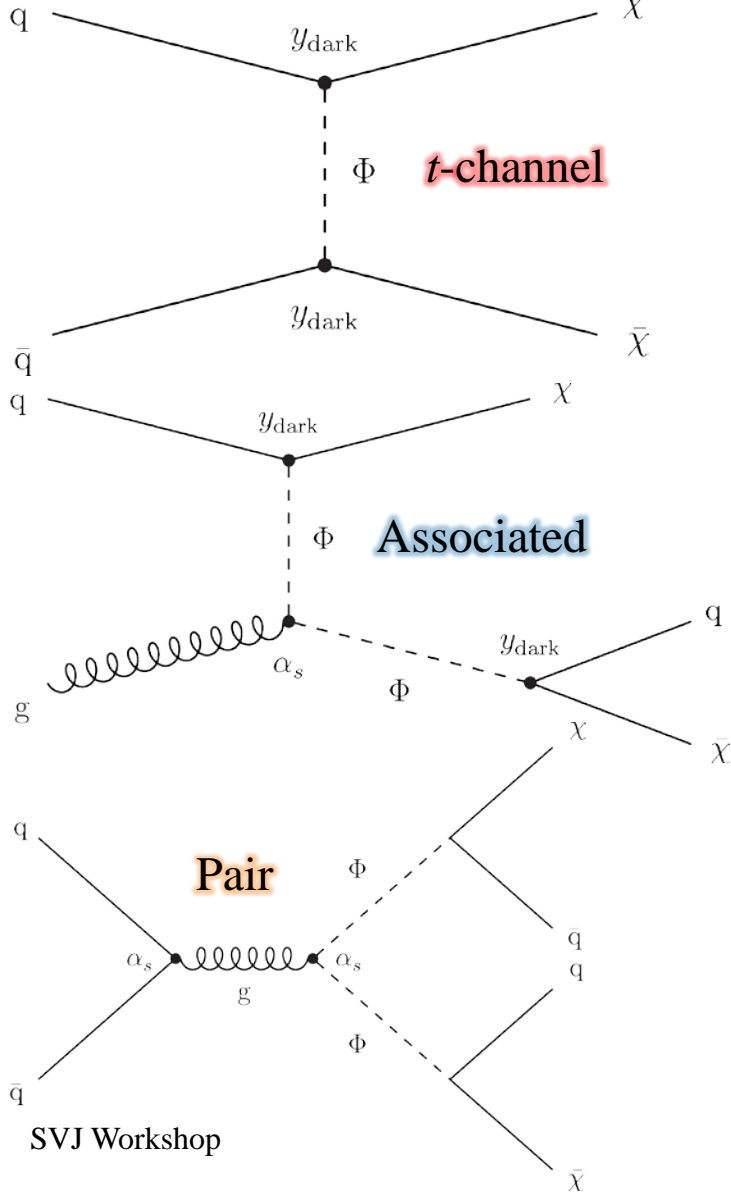 q
χ
y_dark
Φ
t-channel
y_dark
q̄
χ̄
q
χ
y_dark
Φ
Associated
q
y_dark
α_s
Φ
g
χ̄
χ
q
Pair
Φ
q̄
α_s
α_s
g
q
Φ
q̄
SVJ Workshop
χ̄